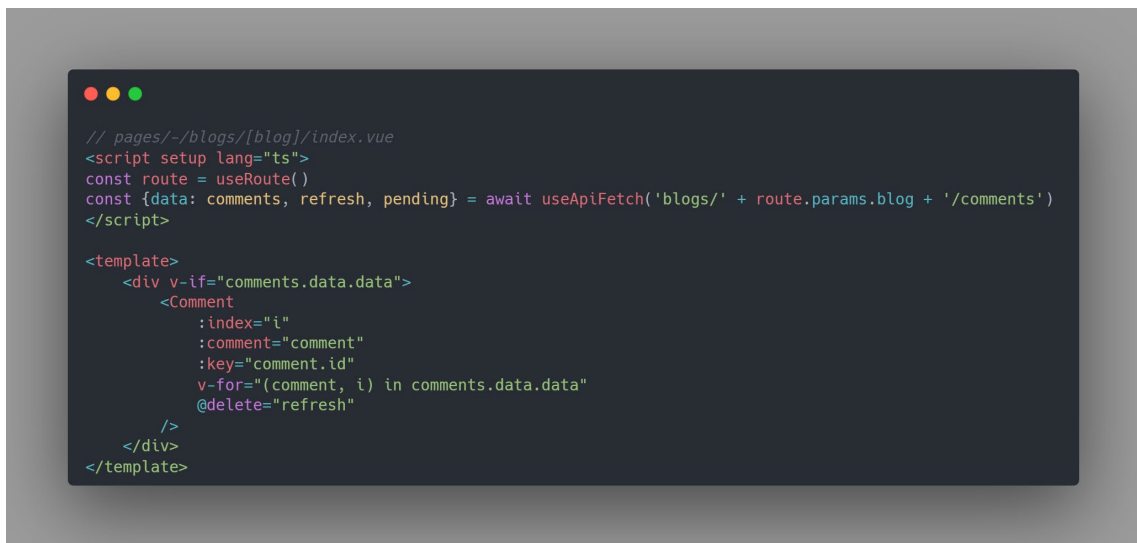 // pages/-/blogs/[blog]/index.vue
<script setup lang="ts">
const route = useRoute()
const {data: comments, refresh, pending} = await useApiFetch('blogs/' + route.params.blog + '/comments')
</script>

<template>
    <div v-if="comments.data.data">
        <Comment
            :index="i"
            :comment="comment"
            :key="comment.id"
            v-for="(comment, i) in comments.data.data"
            @delete="refresh"
        />
    </div>
</template>